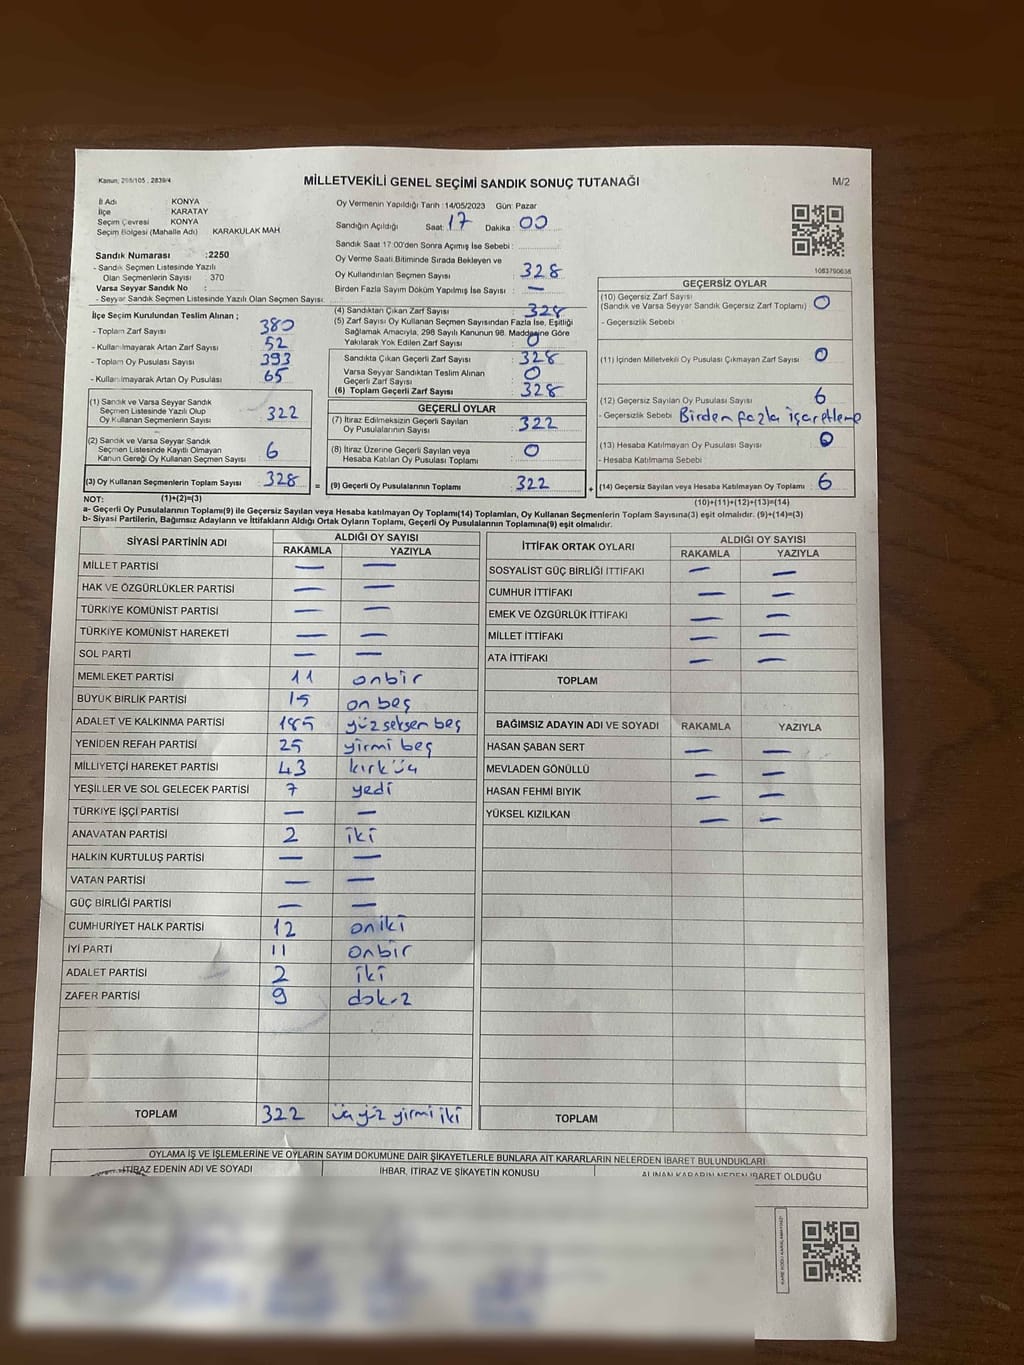 Kanun, 298/105 , 2839/4
MİLLETVEKİLİ GENEL SEÇİMİ SANDIK SONUÇ TUTANAĞI
M/2
İl Adı : KONYA
İlçe : KARATAY
Seçim Çevresi : KONYA
Seçim Bölgesi (Mahalle Adı) : KARAKULAK MAH
Sandık Numarası :2250
- Sandık Seçmen Listesinde Yazılı
Olan Seçmenlerin Sayısı : 370
Varsa Seyyar Sandık No :
- Seyyar Sandık Seçmen Listesinde Yazılı Olan Seçmen Sayısı:
İlçe Seçim Kurulundan Teslim Alınan ;
- Toplam Zarf Sayısı : 380
- Kullanılmayarak Artan Zarf Sayısı : 52
- Toplam Oy Pusulası Sayısı : 393
- Kullanılmayarak Artan Oy Pusulası : 65
(1) Sandık ve Varsa Seyyar Sandık
Seçmen Listelerinde Yazılı Olup
Oy Kullanan Seçmenlerin Sayısı : 322
(2) Sandık ve Varsa Seyyar Sandık
Seçmen Listesinde Kayıtlı Olmayan
Kanun Gereği Oy Kullanan Seçmen Sayısı : 6
(3) Oy Kullanan Seçmenlerin Toplam Sayısı : 328 =
Oy Vermenin Yapıldığı Tarih :14/05/2023 Gün: Pazar
Sandığın Açıldığı Saat: 17 Dakika : 00
Sandık Saat 17:00'den Sonra Açımış İse Sebebi :
Oy Verme Saati Bitiminde Sırada Bekleyen ve
Oy Kullandırılan Seçmen Sayısı : 328
Birden Fazla Sayım Döküm Yapılmış İse Sayısı : —
(4) Sandıktan Çıkan Zarf Sayısı : 328
(5) Zarf Sayısı Oy Kullanan Seçmen Sayısından Fazla İse, Eşitliği
Sağlamak Amacıyla, 298 Sayılı Kanunun 98. Maddesine Göre
Yakılarak Yok Edilen Zarf Sayısı : 0
Sandıkta Çıkan Geçerli Zarf Sayısı : 328
Varsa Seyyar Sandıktan Teslim Alınan
Geçerli Zarf Sayısı : 0
(6) Toplam Geçerli Zarf Sayısı : 328
GEÇERLİ OYLAR
(7) İtiraz Edilmeksizin Geçerli Sayılan
Oy Pusulalarının Sayısı : 322
(8) İtiraz Üzerine Geçerli Sayılan veya
Hesaba Katılan Oy Pusulası Toplamı : 0
(9) Geçerli Oy Pusulalarının Toplamı : 322 +
1083790638
GEÇERSİZ OYLAR
(10) Geçersiz Zarf Sayısı
(Sandık ve Varsa Seyyar Sandık Geçersiz Zarf Toplamı) : 0
- Geçersizlik Sebebi :
(11) İçinden Milletvekili Oy Pusulası Çıkmayan Zarf Sayısı : 0
(12) Geçersiz Sayılan Oy Pusulası Sayısı : 6
- Geçersizlik Sebebi : Birden fazla işaretleme
(13) Hesaba Katılmayan Oy Pusulası Sayısı : 0
- Hesaba Katılmama Sebebi :
(14) Geçersiz Sayılan veya Hesaba Katılmayan Oy Toplamı : 6
NOT: (1)+(2)=(3)
(10)+(11)+(12)+(13)=(14)
a- Geçerli Oy Pusulalarının Toplamı(9) ile Geçersiz Sayılan veya Hesaba katılmayan Oy Toplamı(14) Toplamları, Oy Kullanan Seçmenlerin Toplam Sayısına(3) eşit olmalıdır. (9)+(14)=(3)
b- Siyasi Partilerin, Bağımsız Adayların ve İttifakların Aldığı Ortak Oyların Toplamı, Geçerli Oy Pusulalarının Toplamına(9) eşit olmalıdır.
SİYASİ PARTİNİN ADI ALDIĞI OY SAYISI
RAKAMLA YAZIYLA
MİLLET PARTİSİ — —
HAK VE ÖZGÜRLÜKLER PARTİSİ — —
TÜRKİYE KOMÜNİST PARTİSİ — —
TÜRKİYE KOMÜNİST HAREKETİ — —
SOL PARTİ — —
MEMLEKET PARTİSİ 11 onbir
BÜYÜK BİRLİK PARTİSİ 15 on beş
ADALET VE KALKINMA PARTİSİ 185 yüz seksen beş
YENİDEN REFAH PARTİSİ 25 yirmi beş
MİLLİYETÇİ HAREKET PARTİSİ 43 kırk üç
YEŞİLLER VE SOL GELECEK PARTİSİ 7 yedi
TÜRKİYE İŞÇİ PARTİSİ — —
ANAVATAN PARTİSİ 2 iki
HALKIN KURTULUŞ PARTİSİ — —
VATAN PARTİSİ — —
GÜÇ BİRLİĞİ PARTİSİ — —
CUMHURİYET HALK PARTİSİ 12 on iki
İYİ PARTİ 11 onbir
ADALET PARTİSİ 2 iki
ZAFER PARTİSİ 9 dokuz
TOPLAM 322 üç yüz yirmi iki
İTTİFAK ORTAK OYLARI ALDIĞI OY SAYISI
RAKAMLA YAZIYLA
SOSYALİST GÜÇ BİRLİĞİ İTTİFAKI — —
CUMHUR İTTİFAKI — —
EMEK VE ÖZGÜRLÜK İTTİFAKI — —
MİLLET İTTİFAKI — —
ATA İTTİFAKI — —
TOPLAM
BAĞIMSIZ ADAYIN ADI VE SOYADI RAKAMLA YAZIYLA
HASAN ŞABAN SERT — —
MEVLADEN GÖNÜLLÜ — —
HASAN FEHMİ BIYIK — —
YÜKSEL KIZILKAN — —
TOPLAM
OYLAMA İŞ VE İŞLEMLERİNE VE OYLARIN SAYIM DÖKÜMÜNE DAİR ŞİKAYETLERLE BUNLARA AİT KARARLARIN NELERDEN İBARET BULUNDUKLARI
İTİRAZ EDENİN ADI VE SOYADI İHBAR, İTİRAZ VE ŞİKAYETİN KONUSU ALINAN KARARIN NEDEN İBARET OLDUĞU
KARE KODU KARALAMAYINIZ!